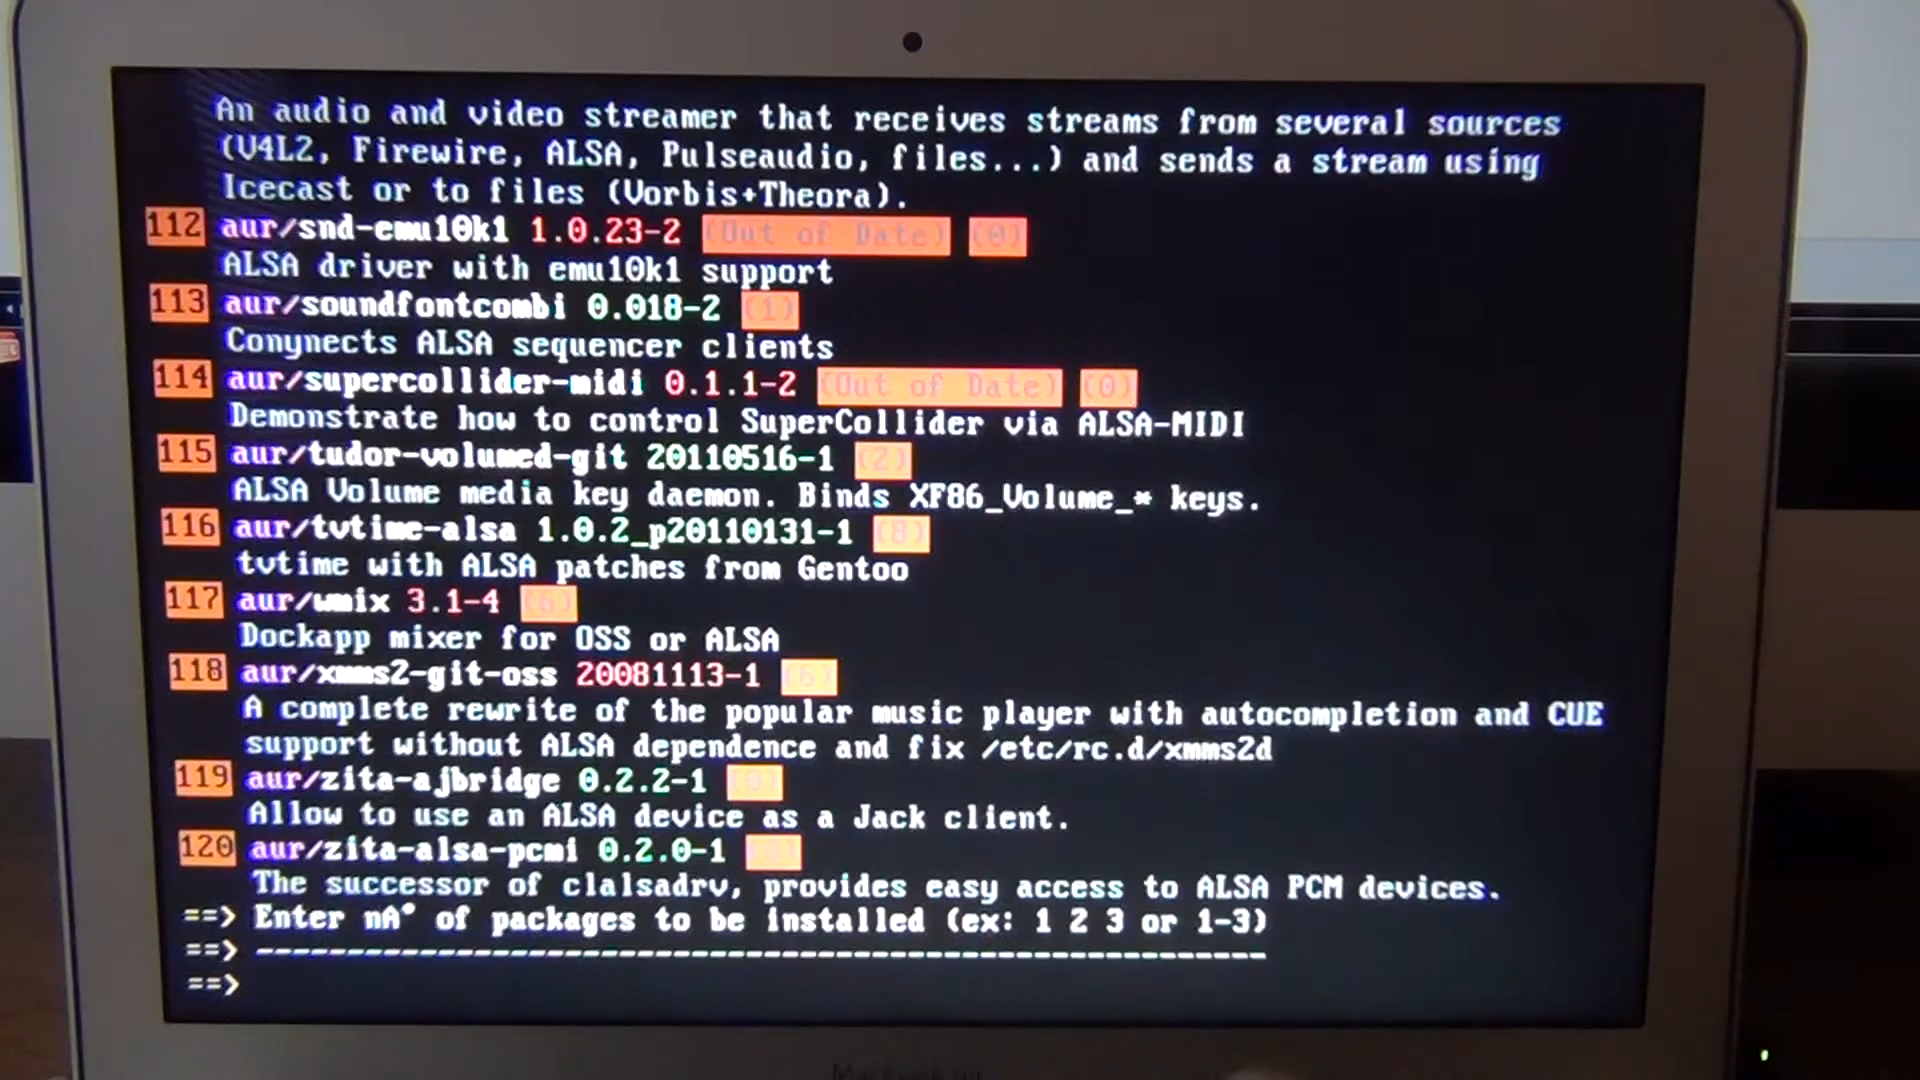 An audio and video streamer that receives streams from several sources
(V4L2, Firewire, ALSA, Pulseaudio, files...) and sends a stream using
Icecast or to files (Vorbis+Theora).
112 aur/snd-emu10k1 1.0.23-2 (Out of Date) (0)
ALSA driver with emu10k1 support
113 aur/soundfontcombi 0.018-2 (1)
Conynects ALSA sequencer clients
114 aur/supercollider-midi 0.1.1-2 (Out of Date) (0)
Demonstrate how to control SuperCollider via ALSA-MIDI
115 aur/tudor-volumed-git 20110516-1 (2)
ALSA Volume media key daemon. Binds XF86_Volume_* keys.
116 aur/tvtime-alsa 1.0.2_p20110131-1 (8)
tvtime with ALSA patches from Gentoo
117 aur/wmix 3.1-4 (6)
Dockapp mixer for OSS or ALSA
118 aur/xmms2-git-oss 20081113-1 (6)
A complete rewrite of the popular music player with autocompletion and CUE
support without ALSA dependence and fix /etc/rc.d/xmms2d
119 aur/zita-ajbridge 0.2.2-1
Allow to use an ALSA device as a Jack client.
120 aur/zita-alsa-pcmi 0.2.0-1
The successor of clalsadrv, provides easy access to ALSA PCM devices.
==> Enter nÂ° of packages to be installed (ex: 1 2 3 or 1-3)
==> -------------------------------------------------------
==>